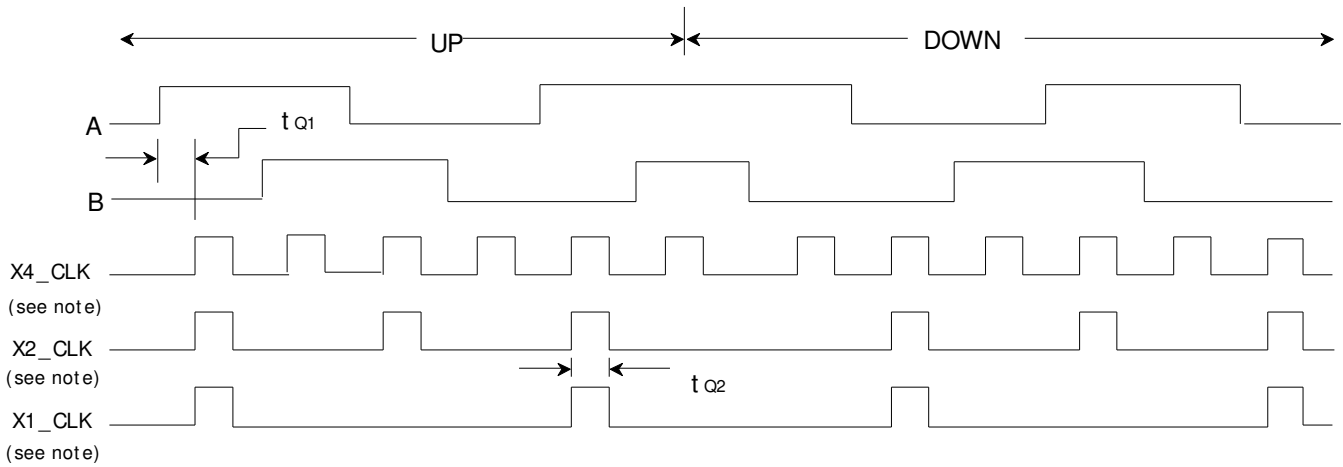 UP DOWN
A
t Q1
B
X4_CLK
(see note)
X2_CLK
(see note)
t Q2
X1_CLK
(see note)